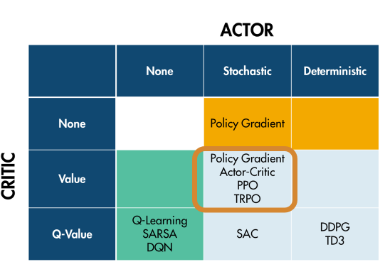 ACTOR
None Stochastic Deterministic
CRITIC
None Policy Gradient
Value Policy Gradient
Actor-Critic
PPO
TRPO
Q-Value Q-Learning SAC DDPG
SARSA TD3
DQN